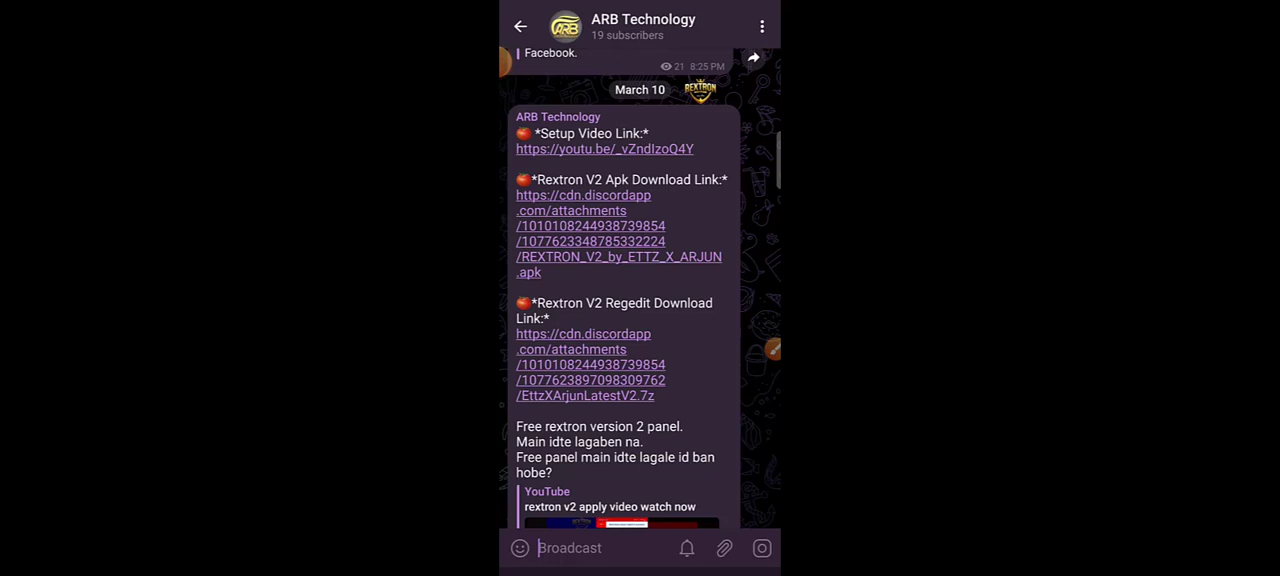 ARB Technology
19 subscribers
ARB
Facebook.
21 8:25 PM
March 10
REXTRON
ARB Technology
🍅 *Setup Video Link:*
https://youtu.be/_vZndIzoQ4Y
🍅*Rextron V2 Apk Download Link:*
https://cdn.discordapp
.com/attachments
/1010108244938739854
/1077623348785332224
/REXTRON_V2_by_ETTZ_X_ARJUN
.apk
🍅*Rextron V2 Regedit Download
Link:*
https://cdn.discordapp
.com/attachments
/1010108244938739854
/1077623897098309762
/EttzXArjunLatestV2.7z
Free rextron version 2 panel.
Main idte lagaben na.
Free panel main idte lagale id ban
hobe?
YouTube
rextron v2 apply video watch now
Broadcast